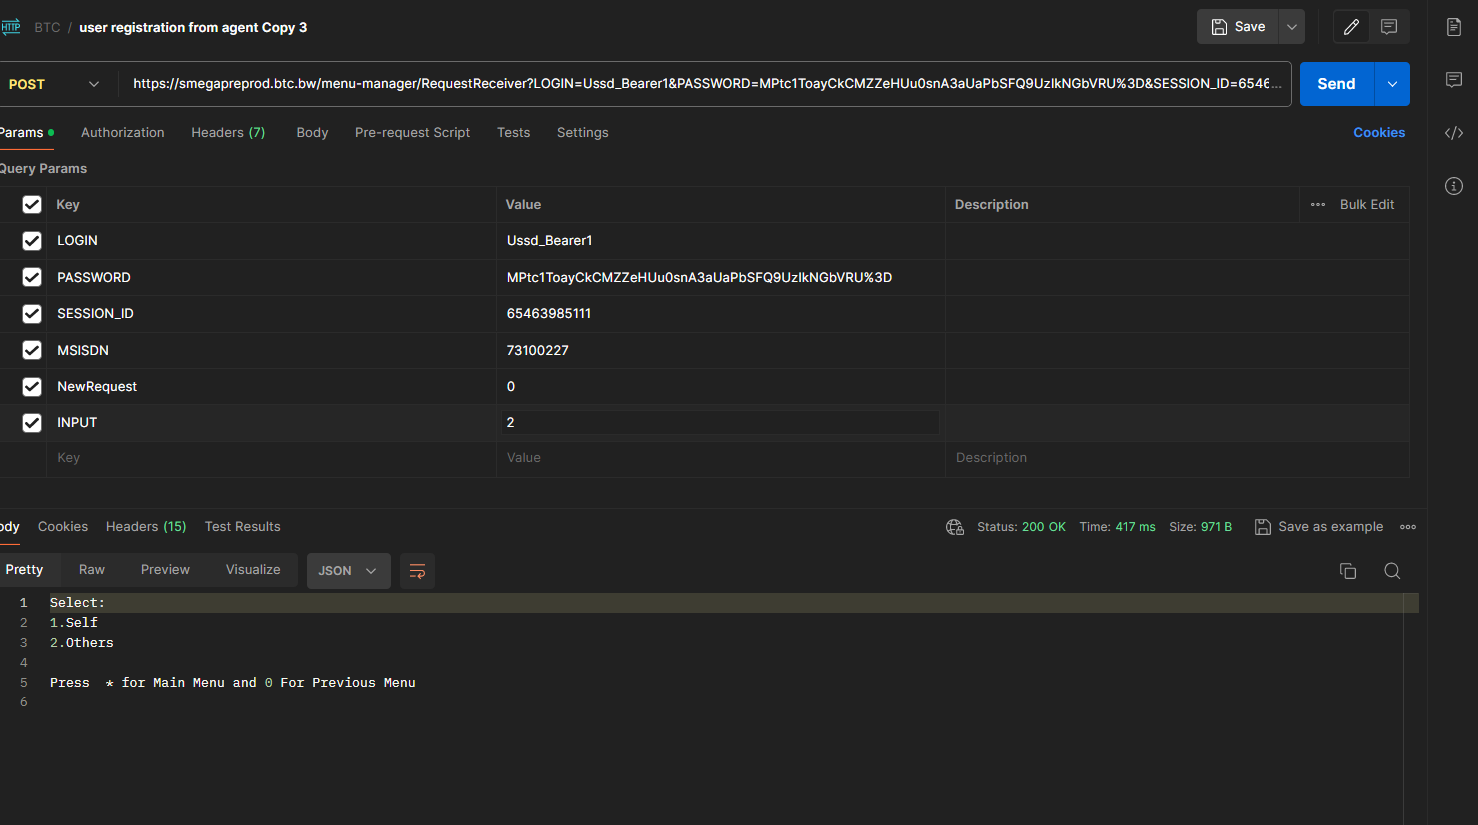 HTTP BTC / user registration from agent Copy 3 Save
POST https://smegapreprod.btc.bw/menu-manager/RequestReceiver?LOGIN=Ussd_Bearer1&PASSWORD=MPtc1ToayCkCMZZeHUu0snA3aUaPbSFQ9UzIkNGbVRU%3D&SESSION_ID=6546... Send
Params Authorization Headers (7) Body Pre-request Script Tests Settings Cookies
Query Params
Key Value Description Bulk Edit
LOGIN Ussd_Bearer1
PASSWORD MPtc1ToayCkCMZZeHUu0snA3aUaPbSFQ9UzIkNGbVRU%3D
SESSION_ID 65463985111
MSISDN 73100227
NewRequest 0
INPUT 2
Key Value Description
ody Cookies Headers (15) Test Results Status: 200 OK Time: 417 ms Size: 971 B Save as example
Pretty Raw Preview Visualize JSON
1 Select:
2 1.Self
3 2.Others
4
5 Press * for Main Menu and 0 For Previous Menu
6